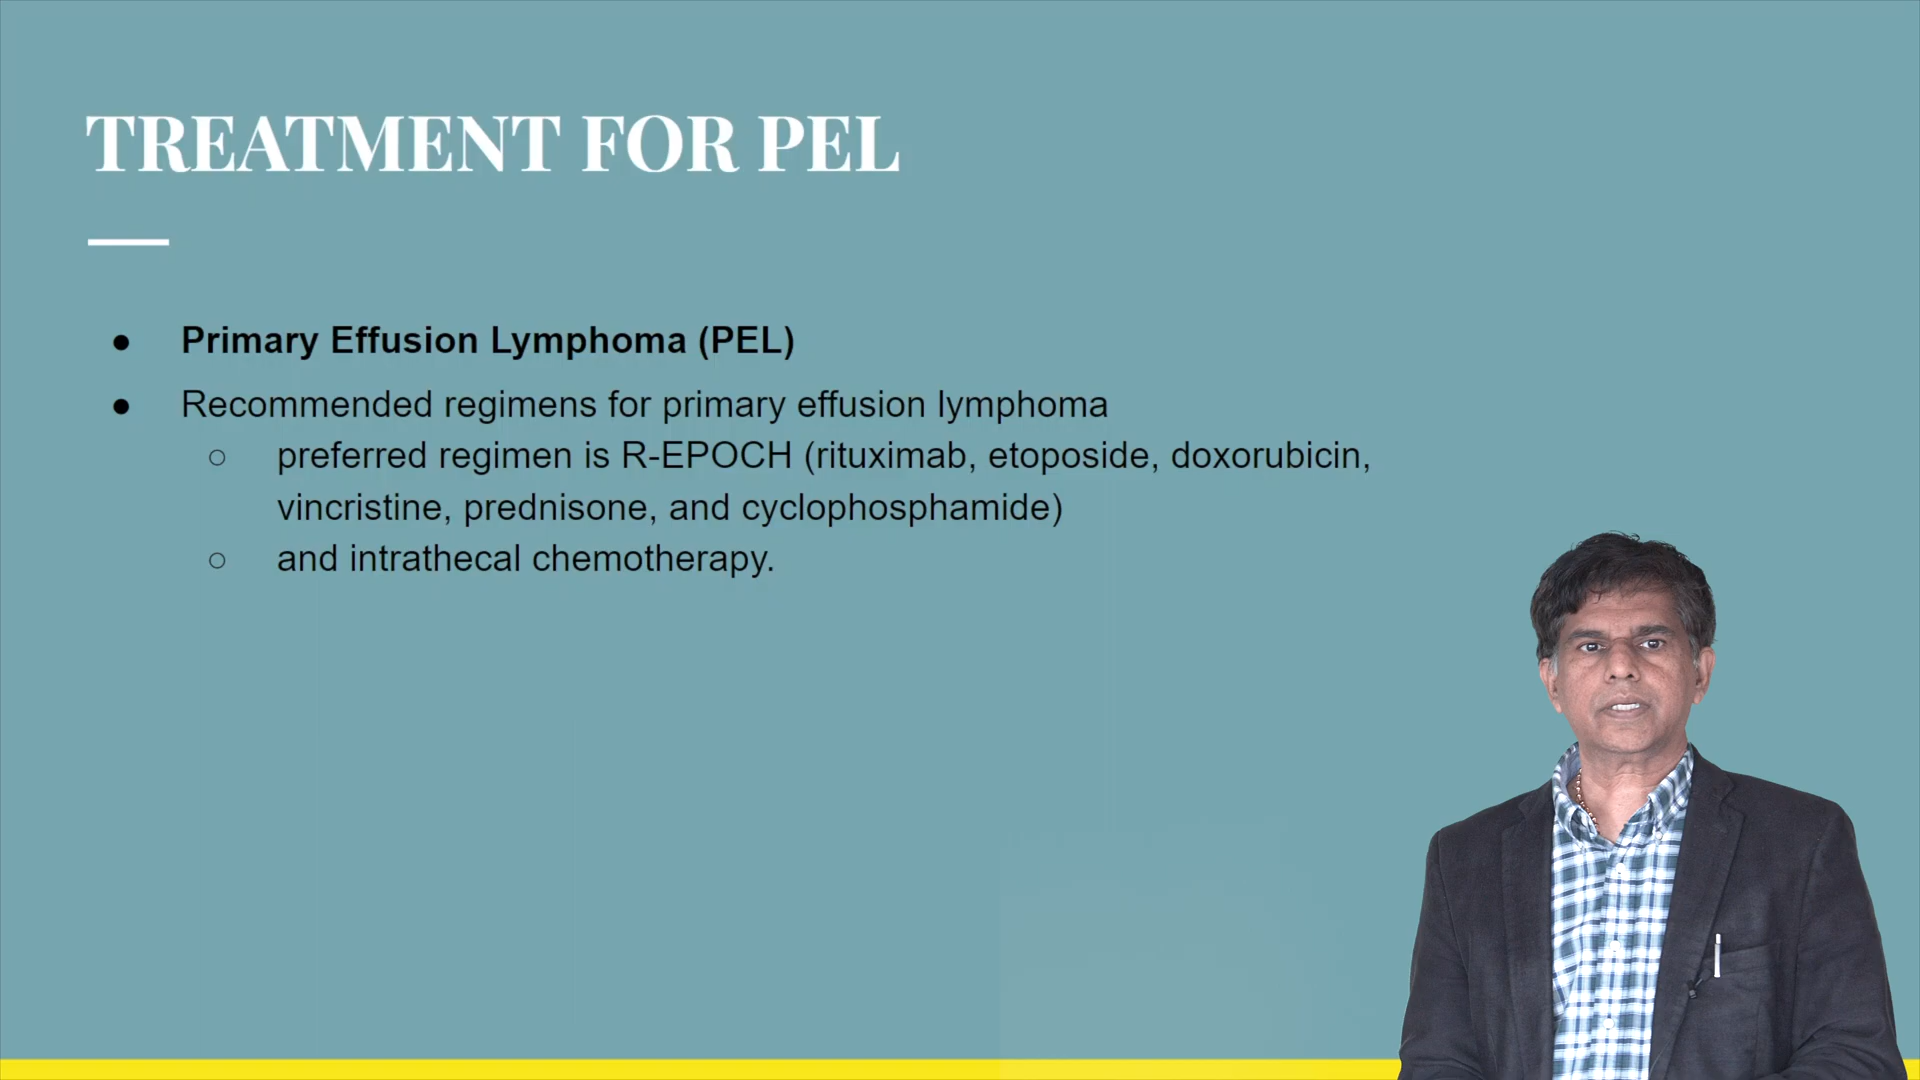 TREATMENT FOR PEL
● Primary Effusion Lymphoma (PEL)
● Recommended regimens for primary effusion lymphoma
○ preferred regimen is R-EPOCH (rituximab, etoposide, doxorubicin,
vincristine, prednisone, and cyclophosphamide)
○ and intrathecal chemotherapy.